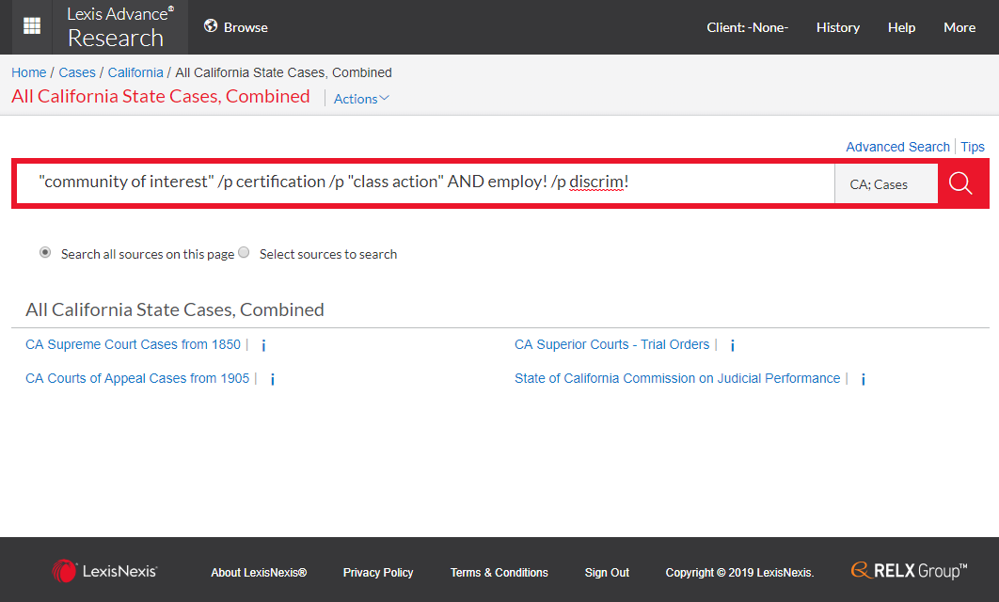 Lexis Advance®
Research
Browse
Client: -None-
History
Help
More
Home / Cases / California / All California State Cases, Combined
All California State Cases, Combined | Actions
Advanced Search | Tips
"community of interest" /p certification /p "class action" AND employ! /p discrim!
CA; Cases
Search all sources on this page
Select sources to search
All California State Cases, Combined
CA Supreme Court Cases from 1850 | i
CA Superior Courts - Trial Orders | i
CA Courts of Appeal Cases from 1905 | i
State of California Commission on Judicial Performance | i
LexisNexis®
About LexisNexis®
Privacy Policy
Terms & Conditions
Sign Out
Copyright © 2019 LexisNexis.
RELX Group™